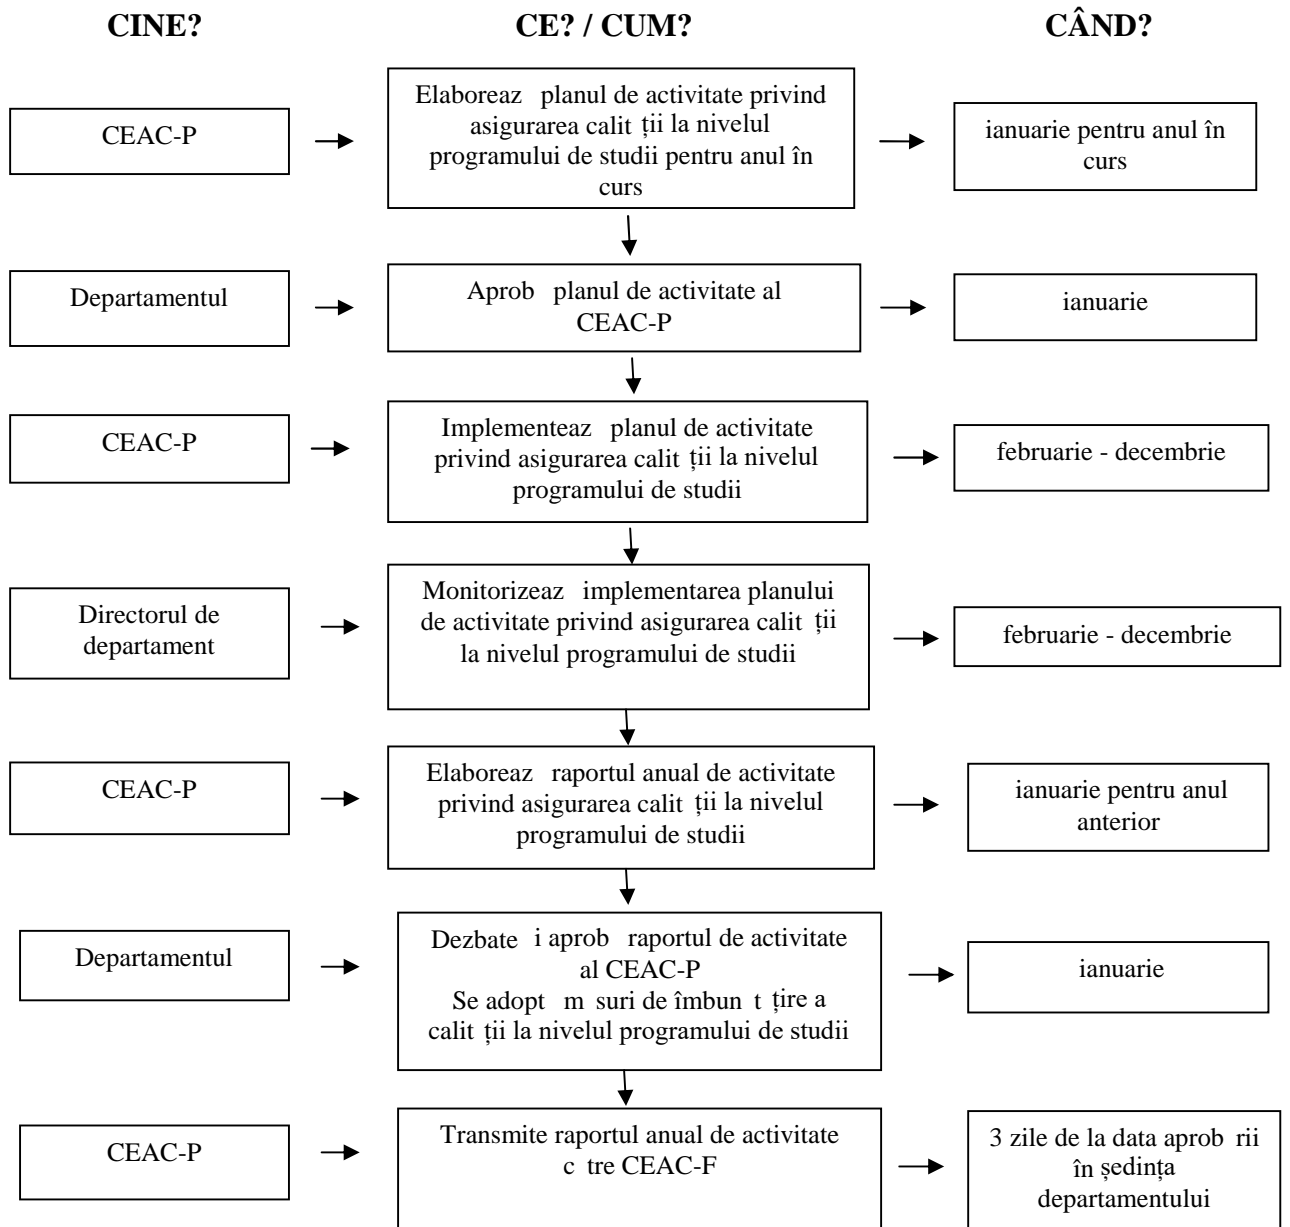 CINE?
CE? / CUM?
CÂND?
CEAC-P
Elaboreaz planul de activitate privind
asigurarea calit ții la nivelul
programului de studii pentru anul în
curs
ianuarie pentru anul în
curs
Departamentul
Aprob planul de activitate al
CEAC-P
ianuarie
CEAC-P
Implementeaz planul de activitate
privind asigurarea calit ții la nivelul
programului de studii
februarie - decembrie
Directorul de
departament
Monitorizeaz implementarea planului
de activitate privind asigurarea calit ții
la nivelul programului de studii
februarie - decembrie
CEAC-P
Elaboreaz raportul anual de activitate
privind asigurarea calit ții la nivelul
programului de studii
ianuarie pentru anul
anterior
Departamentul
Dezbate i aprob raportul de activitate
al CEAC-P
Se adopt m suri de îmbun t țire a
calit ții la nivelul programului de studii
ianuarie
CEAC-P
Transmite raportul anual de activitate
c tre CEAC-F
3 zile de la data aprob rii
în ședința
departamentului